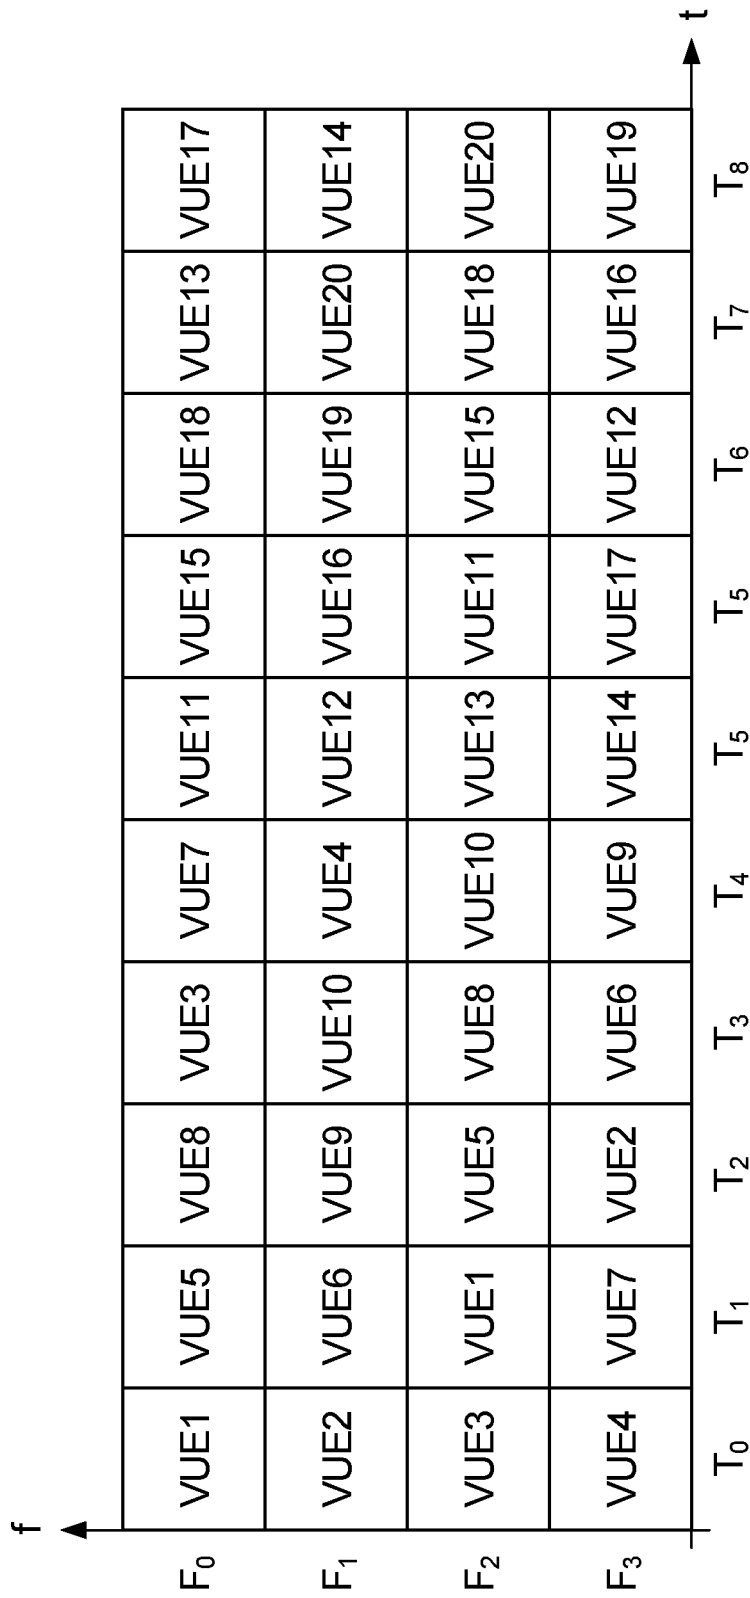 f
F0 VUE1 VUE5 VUE8 VUE3 VUE7 VUE11 VUE15 VUE18 VUE13 VUE17
F1 VUE2 VUE6 VUE9 VUE10 VUE4 VUE12 VUE16 VUE19 VUE20 VUE14
F2 VUE3 VUE1 VUE5 VUE8 VUE10 VUE13 VUE11 VUE15 VUE18 VUE20
F3 VUE4 VUE7 VUE2 VUE6 VUE9 VUE14 VUE17 VUE12 VUE16 VUE19
t
T0 T1 T2 T3 T4 T5 T5 T6 T7 T8